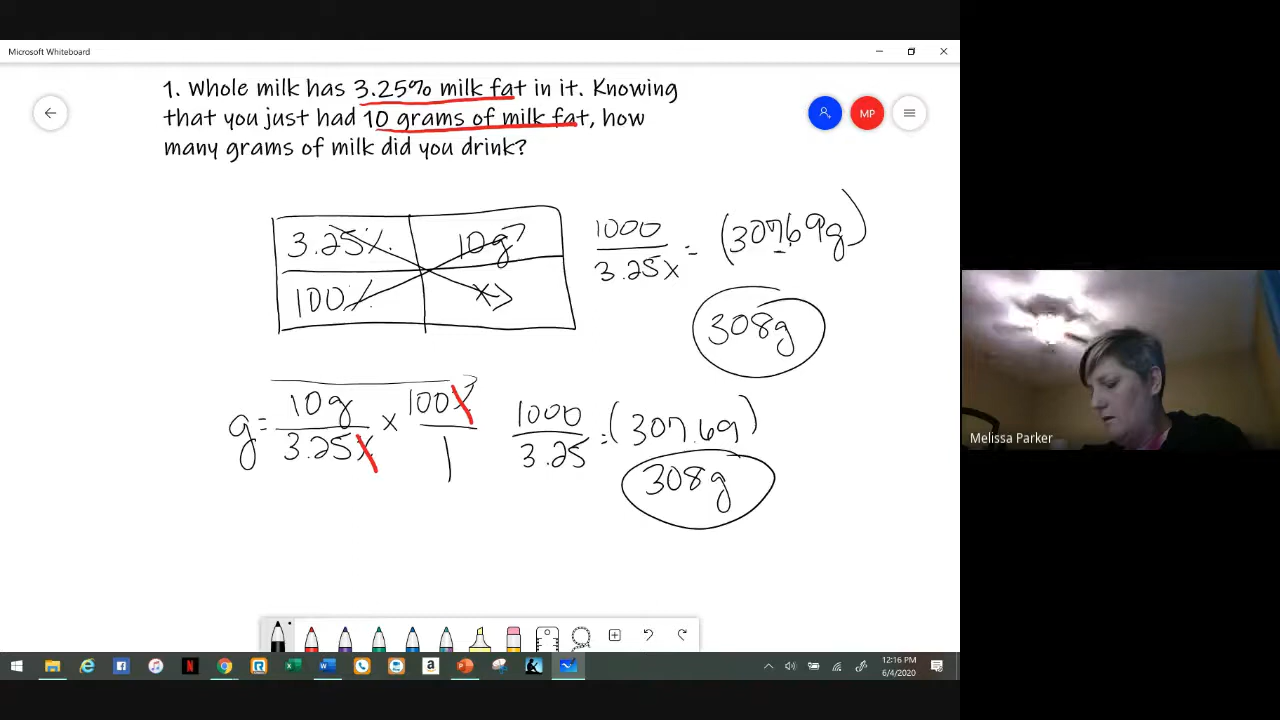 Microsoft Whiteboard
1. Whole milk has 3.25% milk fat in it. Knowing
that you just had 10 grams of milk fat, how
many grams of milk did you drink?
MP
3.25% 10g
100% x
1000
3.25x
= (307.69g)
308g
g = 10g × 100%
3.25% 1
1000
3.25
= (307.69)
308g
Melissa Parker
12:16 PM
6/4/2020